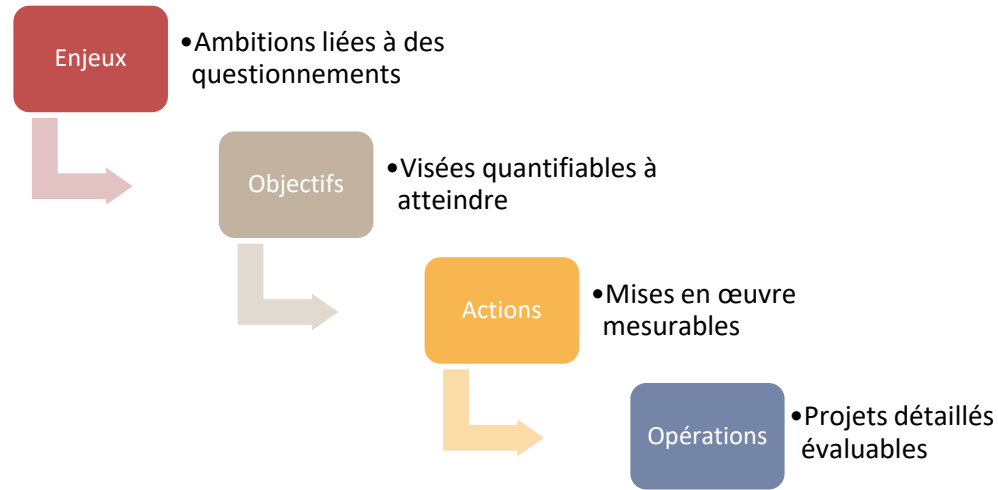 Enjeux
•Ambitions liées à des
questionnements
Objectifs
•Visées quantifiables à
atteindre
Actions
•Mises en œuvre
mesurables
Opérations
•Projets détaillés
évaluables